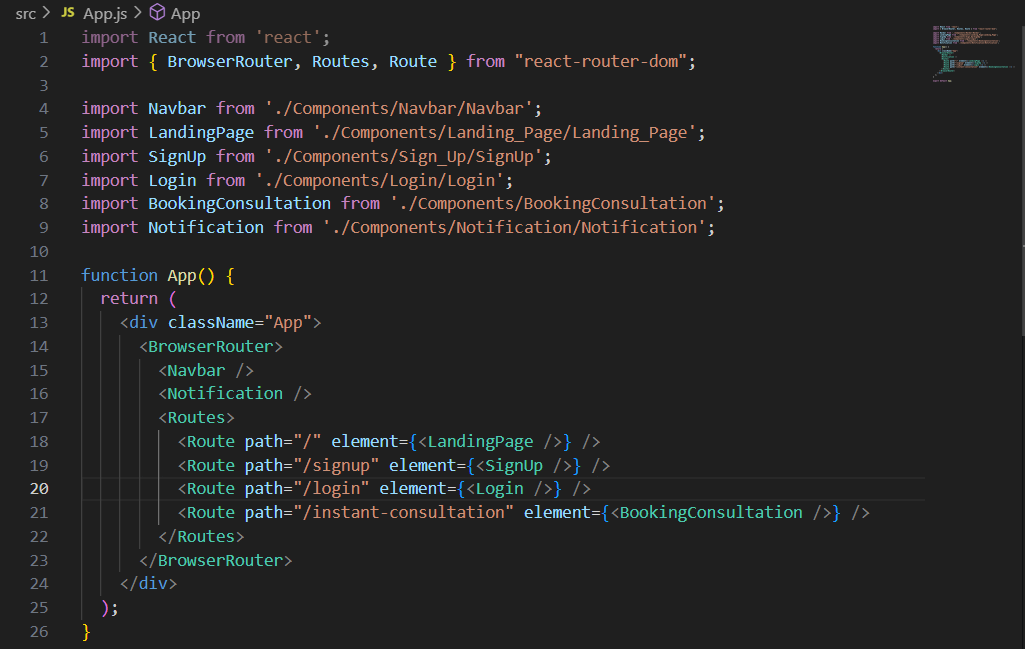 src > JS App.js > App
1 import React from 'react';
2 import { BrowserRouter, Routes, Route } from "react-router-dom";
3
4 import Navbar from './Components/Navbar/Navbar';
5 import LandingPage from './Components/Landing_Page/Landing_Page';
6 import SignUp from './Components/Sign_Up/SignUp';
7 import Login from './Components/Login/Login';
8 import BookingConsultation from './Components/BookingConsultation';
9 import Notification from './Components/Notification/Notification';
10
11 function App() {
12   return (
13     <div className="App">
14       <BrowserRouter>
15         <Navbar />
16         <Notification />
17         <Routes>
18           <Route path="/" element={<LandingPage />} />
19           <Route path="/signup" element={<SignUp />} />
20           <Route path="/login" element={<Login />} />
21           <Route path="/instant-consultation" element={<BookingConsultation />} />
22         </Routes>
23       </BrowserRouter>
24     </div>
25   );
26 }